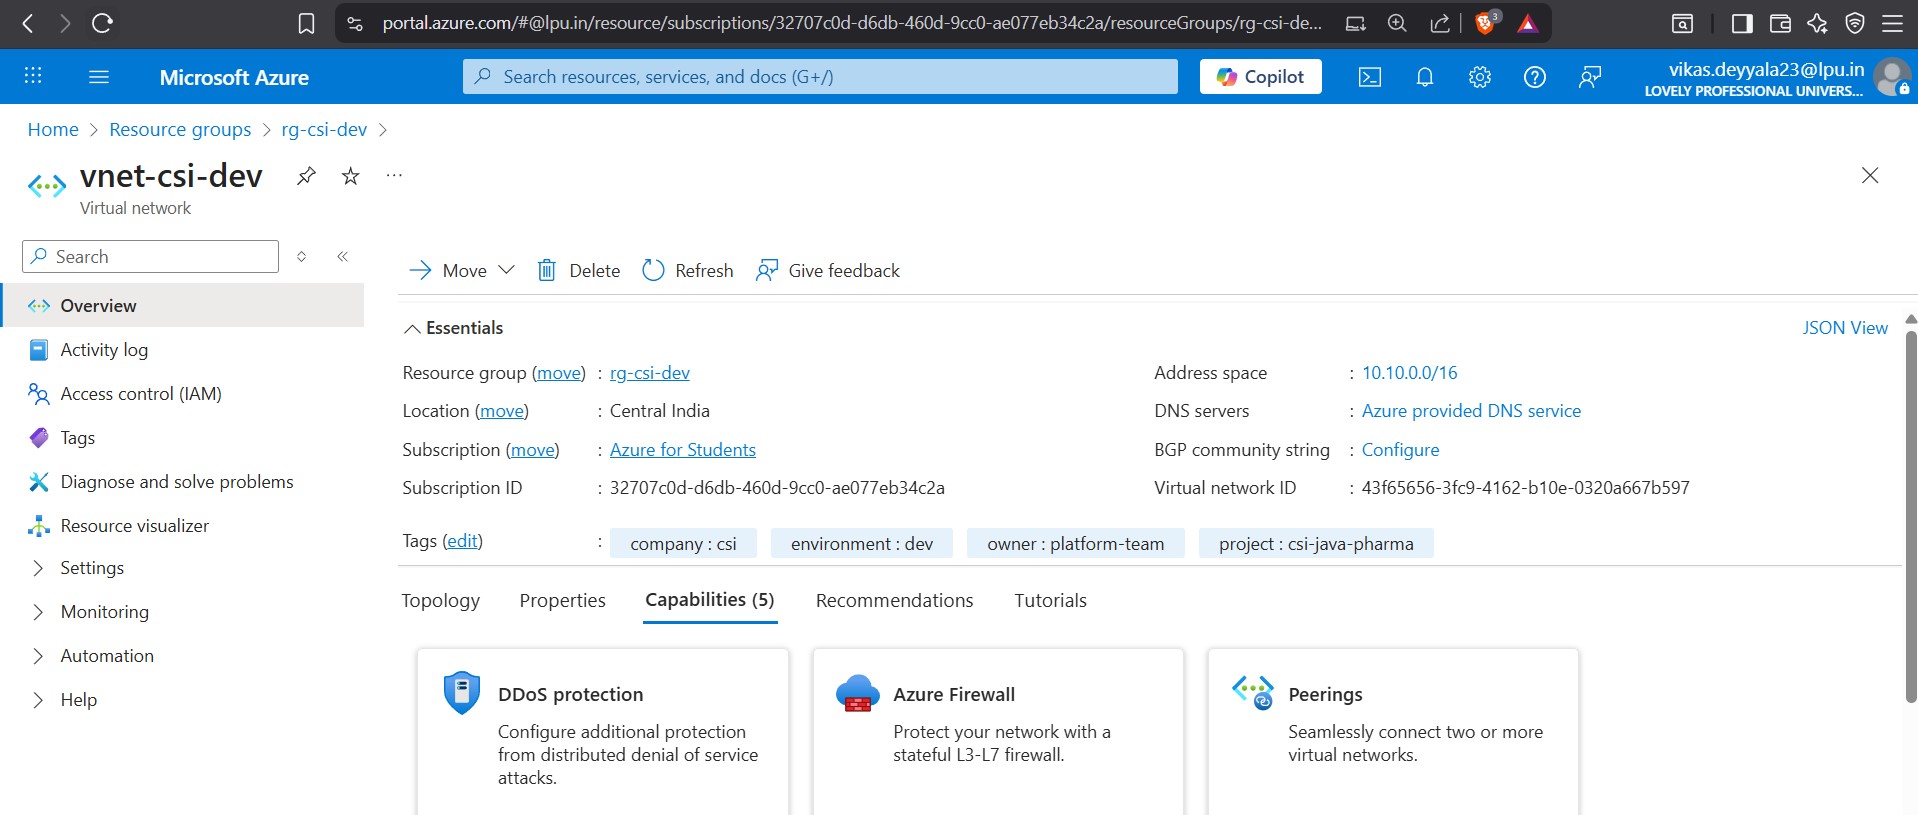 portal.azure.com/#@lpu.in/resource/subscriptions/32707c0d-d6db-460d-9cc0-ae077eb34c2a/resourceGroups/rg-csi-de...
3
Microsoft Azure
Search resources, services, and docs (G+/)
Copilot
vikas.deyyala23@lpu.in
LOVELY PROFESSIONAL UNIVERS...
Home > Resource groups > rg-csi-dev >
vnet-csi-dev
Virtual network
Search
Overview
Activity log
Access control (IAM)
Tags
Diagnose and solve problems
Resource visualizer
Settings
Monitoring
Automation
Help
Move
Delete
Refresh
Give feedback
Essentials
JSON View
Resource group (move) : rg-csi-dev
Location (move) : Central India
Subscription (move) : Azure for Students
Subscription ID : 32707c0d-d6db-460d-9cc0-ae077eb34c2a
Address space : 10.10.0.0/16
DNS servers : Azure provided DNS service
BGP community string : Configure
Virtual network ID : 43f65656-3fc9-4162-b10e-0320a667b597
Tags (edit) : company : csi environment : dev owner : platform-team project : csi-java-pharma
Topology Properties Capabilities (5) Recommendations Tutorials
DDoS protection
Configure additional protection
from distributed denial of service
attacks.
Azure Firewall
Protect your network with a
stateful L3-L7 firewall.
Peerings
Seamlessly connect two or more
virtual networks.